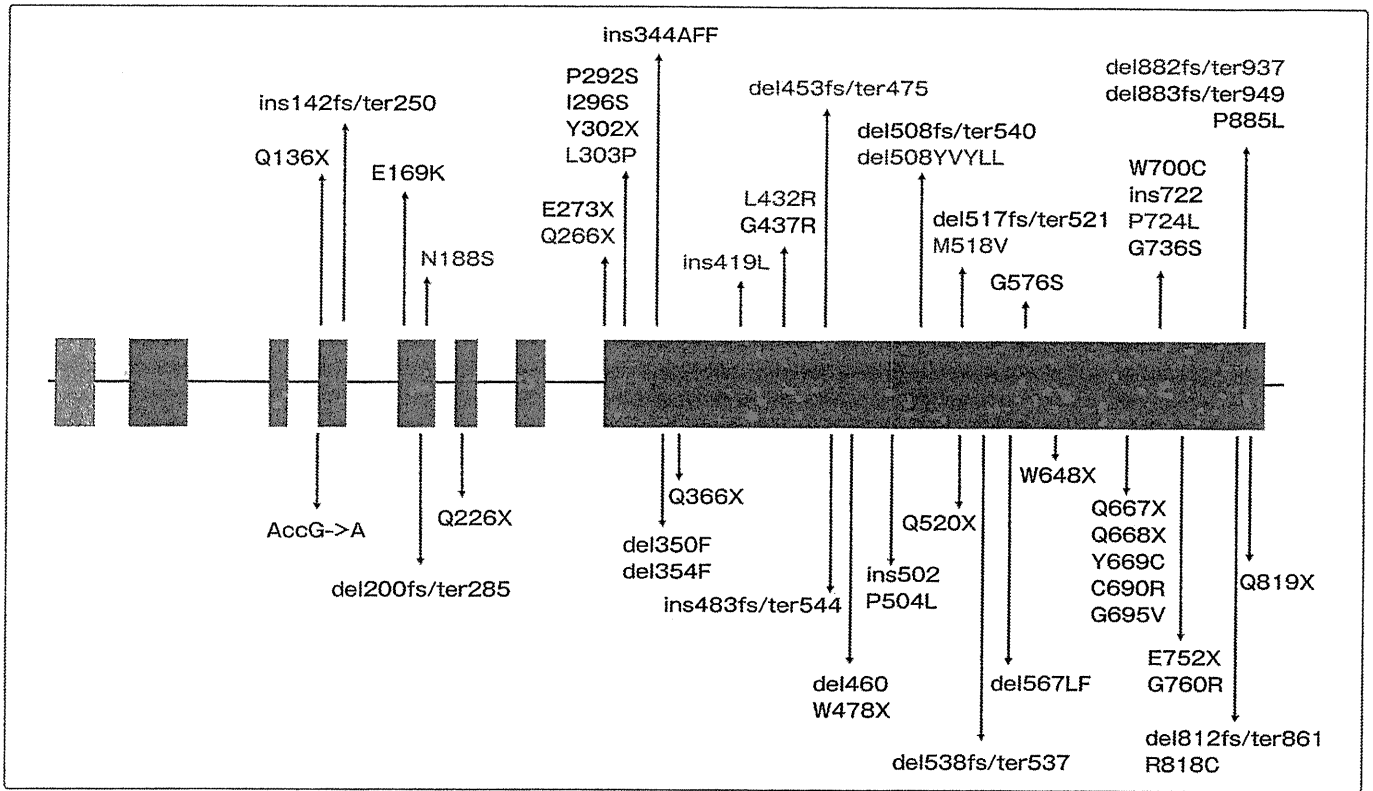 ins344AFF
P292S
I296S
Y302X
L303P
del453fs/ter475
del882fs/ter937
del883fs/ter949
P885L
ins142fs/ter250
Q136X
E169K
N188S
E273X
Q266X
ins419L
L432R
G437R
del508fs/ter540
del508YVYLL
del517fs/ter521
M518V
G576S
W700C
ins722
P724L
G736S
AccG->A
del200fs/ter285
Q226X
del350F
del354F
Q366X
ins483fs/ter544
del460
W478X
ins502
P504L
Q520X
del538fs/ter537
del567LF
W648X
Q667X
Q668X
Y669C
C690R
G695V
E752X
G760R
del812fs/ter861
R818C
Q819X